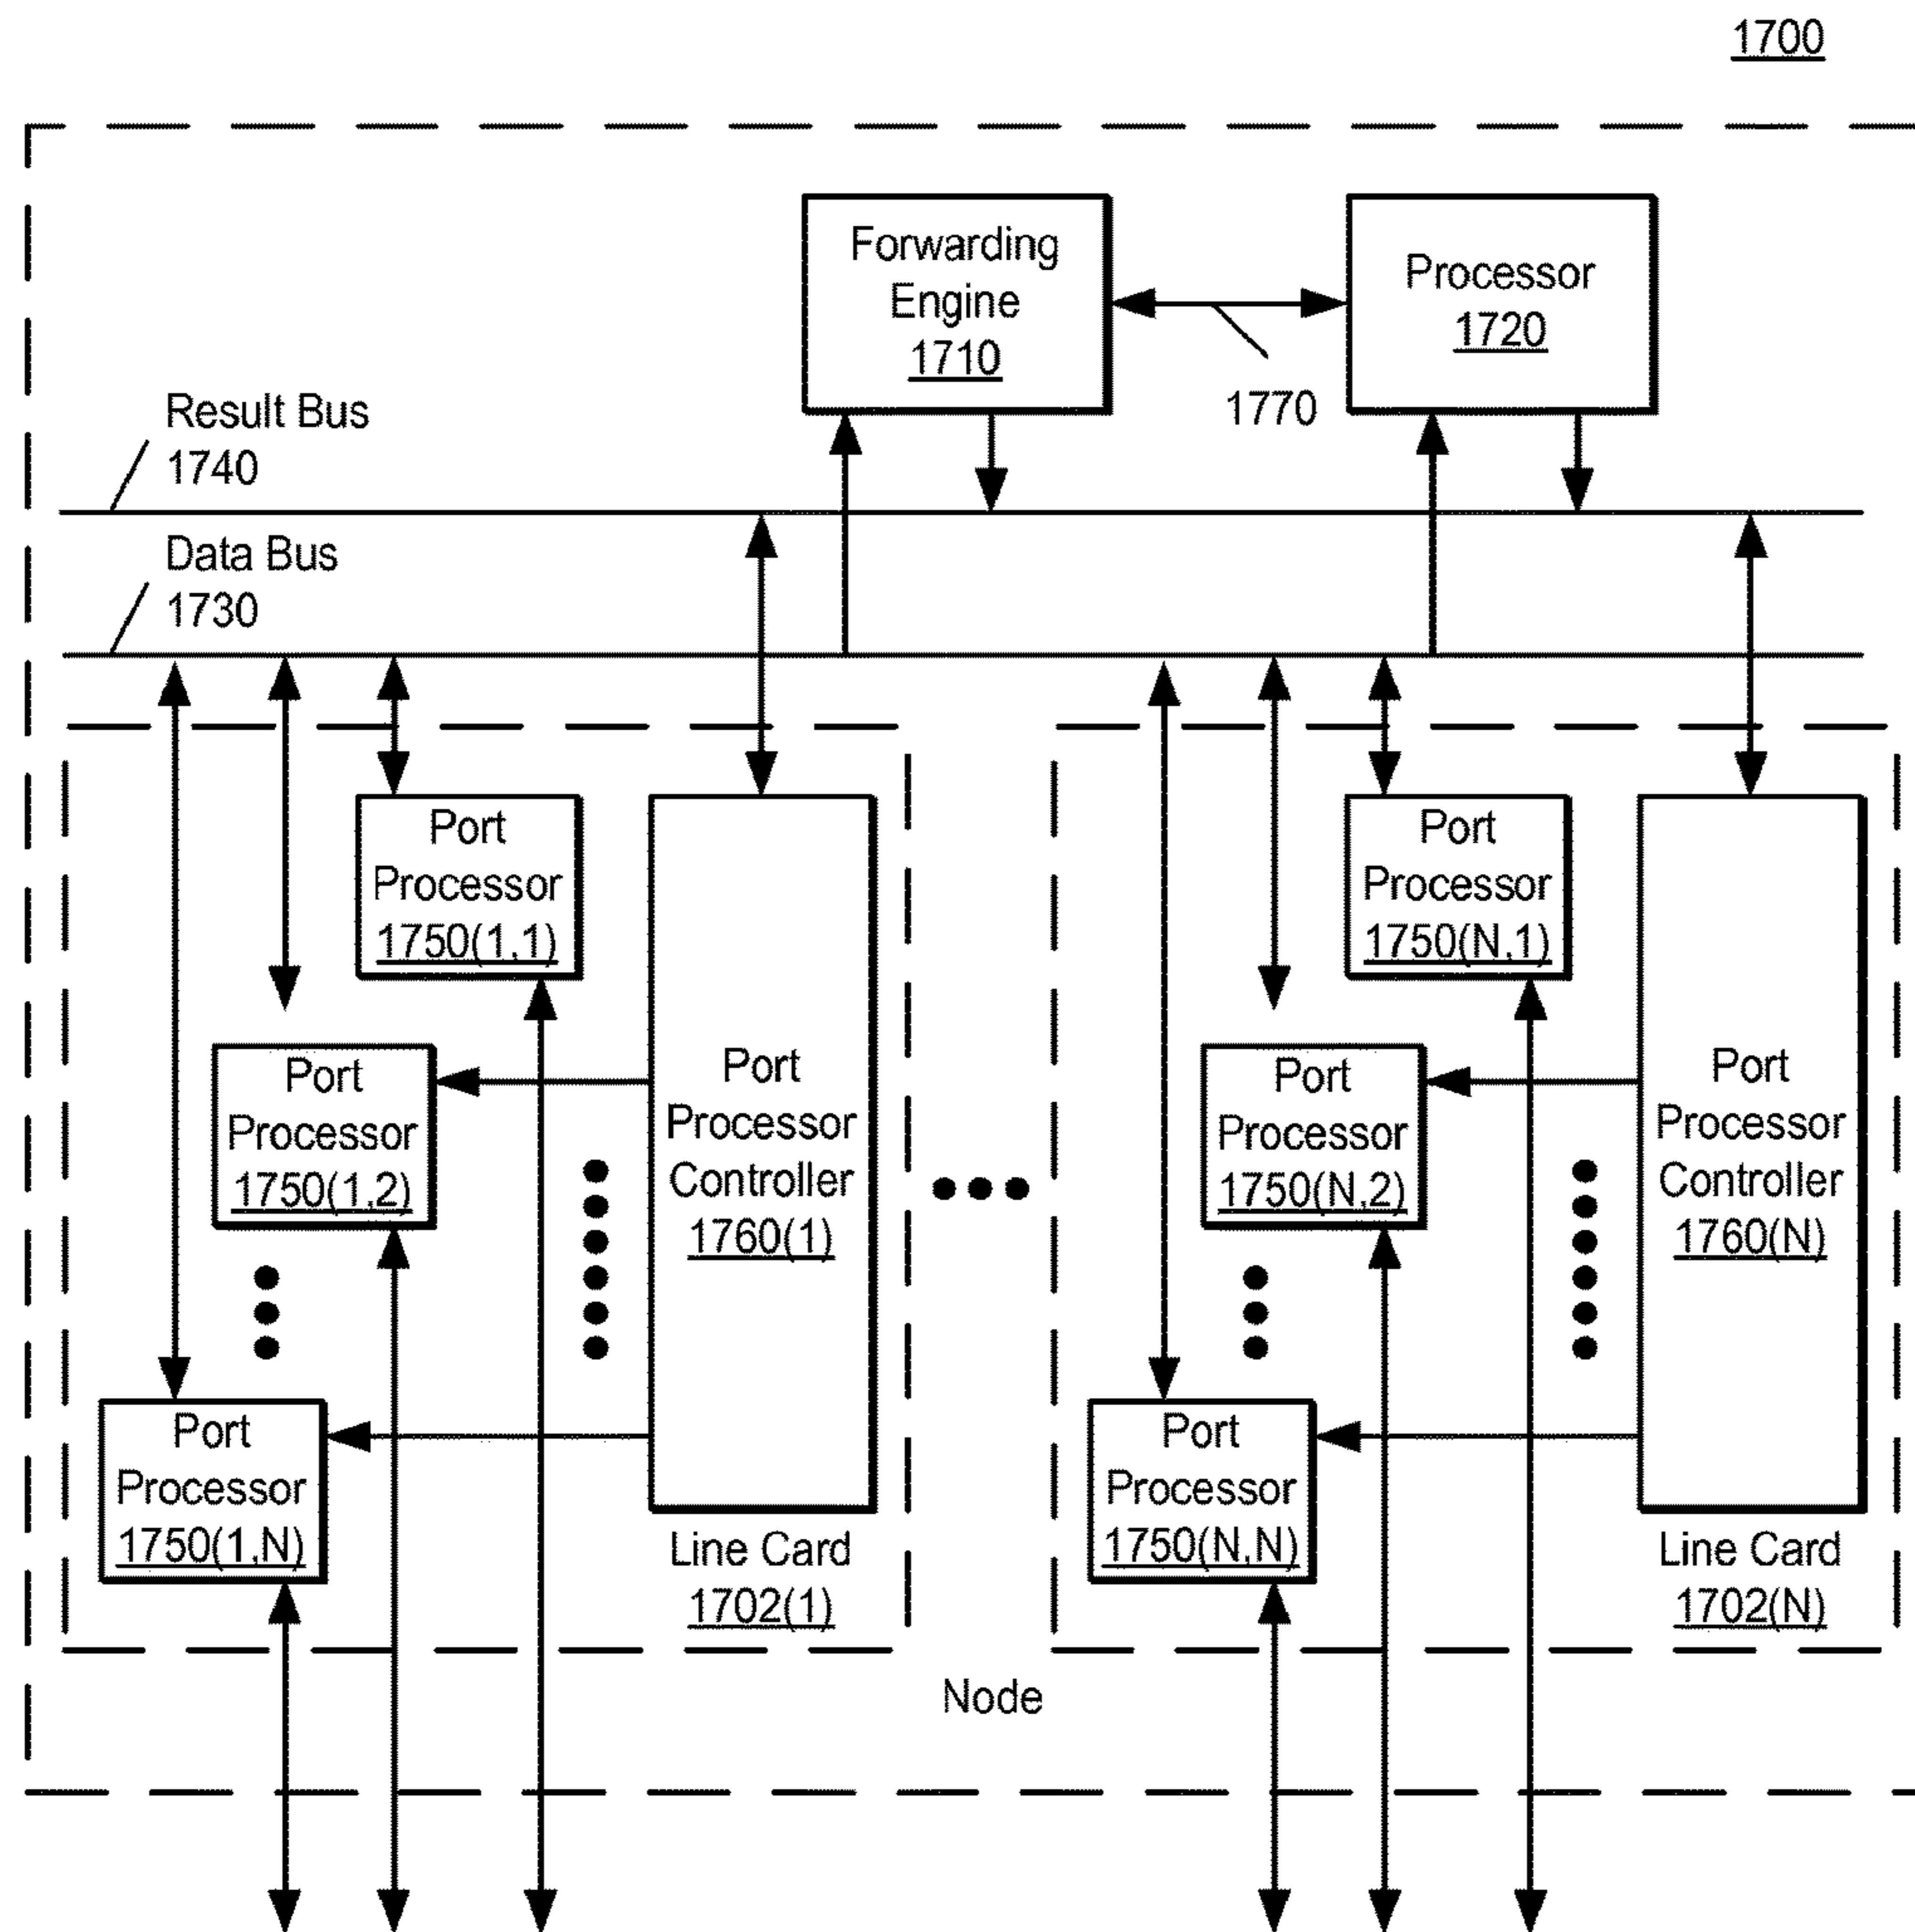 1700
Forwarding
Engine
1710
Processor
1720
1770
Result Bus
1740
Data Bus
1730
Port
Processor
1750(1,1)
Port
Processor
1750(1,2)
Port
Processor
1750(1,N)
Port
Processor
Controller
1760(1)
Line Card
1702(1)
Port
Processor
1750(N,1)
Port
Processor
1750(N,2)
Port
Processor
1750(N,N)
Port
Processor
Controller
1760(N)
Line Card
1702(N)
Node